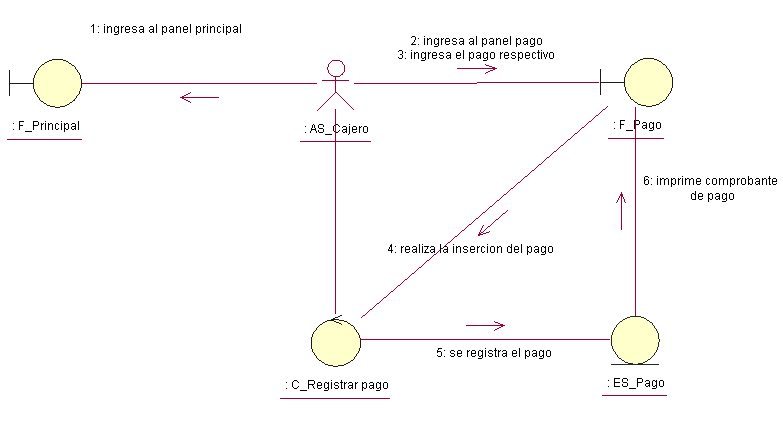 1: ingresa al panel principal
2: ingresa al panel pago
3: ingresa el pago respectivo
: F_Principal
: AS_Cajero
: F_Pago
6: imprime comprobante
de pago
4: realiza la insercion del pago
5: se registra el pago
: C_Registrar pago
: ES_Pago